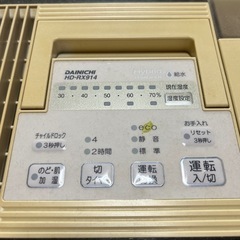 DAINICHI
HD-RX914
給水
30 - 40 - 50 - 60 - 70%
現在湿度
湿度設定
チャイルドロック
3秒押し
4
2時間
eco
静音
標準
お手入れ
リセット
3秒押し
のど・肌
加湿
切
タイマー
運転
切換
運転
入/切